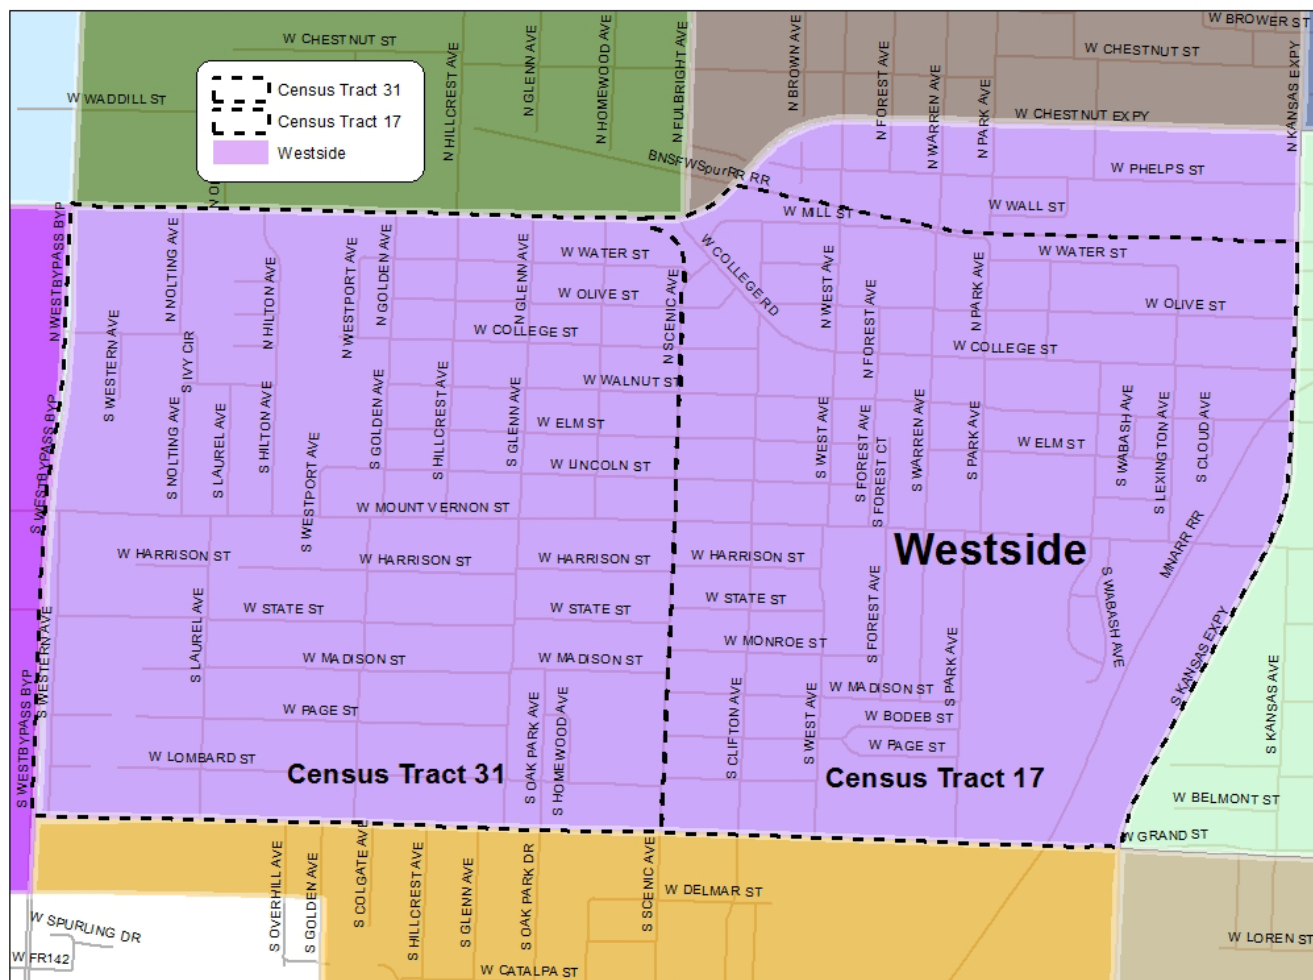 W BROWER ST
W CHESTNUT ST
W CHESTNUT ST
N HILLCREST AVE
N GLENN AVE
N HOMEWOOD AVE
N FULBRIGHT AVE
N BROWN AVE
N FOREST AVE
N WARREN AVE
N PARK AVE
N KANSAS EXPY
Census Tract 31
Census Tract 17
Westside
W WADDILL ST
W CHESTNUT EXPY
BNSFWSpurRR RR
W PHELPS ST
W MILL ST
W WALL ST
N WESTBYPASS BYP
N NOLTING AVE
N HILTON AVE
N WESTPORT AVE
N GOLDEN AVE
N GLENN AVE
W WATER ST
W COLLEGE RD
W WATER ST
W OLIVE ST
N SCENIC AVE
N WEST AVE
N FOREST AVE
N PARK AVE
W OLIVE ST
S WESTERN AVE
S IVY CIR
W COLLEGE ST
W COLLEGE ST
W WALNUT ST
S WESTBYPASS BYP
S NOLTING AVE
S LAUREL AVE
S HILTON AVE
S WESTPORT AVE
S GOLDEN AVE
S HILLCREST AVE
S GLENN AVE
W ELM ST
S WEST AVE
S FOREST AVE
S FOREST CT
S WARREN AVE
S PARK AVE
W ELM ST
S WABASH AVE
S LEXINGTON AVE
S CLOUD AVE
W LINCOLN ST
W MOUNT VERNON ST
W HARRISON ST
W HARRISON ST
W HARRISON ST
W HARRISON ST
Westside
MNARR RR
W STATE ST
W STATE ST
W STATE ST
S LAUREL AVE
S WESTERN AVE
S FOREST AVE
S WABASH AVE
W MONROE ST
S KANSAS EXPY
W MADISON ST
W MADISON ST
W MADISON ST
S PARK AVE
S WESTBYPASS BYP
W PAGE ST
S OAK PARK AVE
S HOMEWOOD AVE
S CLIFTON AVE
S WEST AVE
W BODEB ST
W PAGE ST
S KANSAS AVE
W LOMBARD ST
Census Tract 31
Census Tract 17
W BELMONT ST
W GRAND ST
S OVERHILL AVE
S GOLDEN AVE
S COLGATE AVE
S HILLCREST AVE
S GLENN AVE
S OAK PARK DR
S SCENIC AVE
W DELMAR ST
W SPURLING DR
W LOREN ST
W FR142
W CATALPA ST